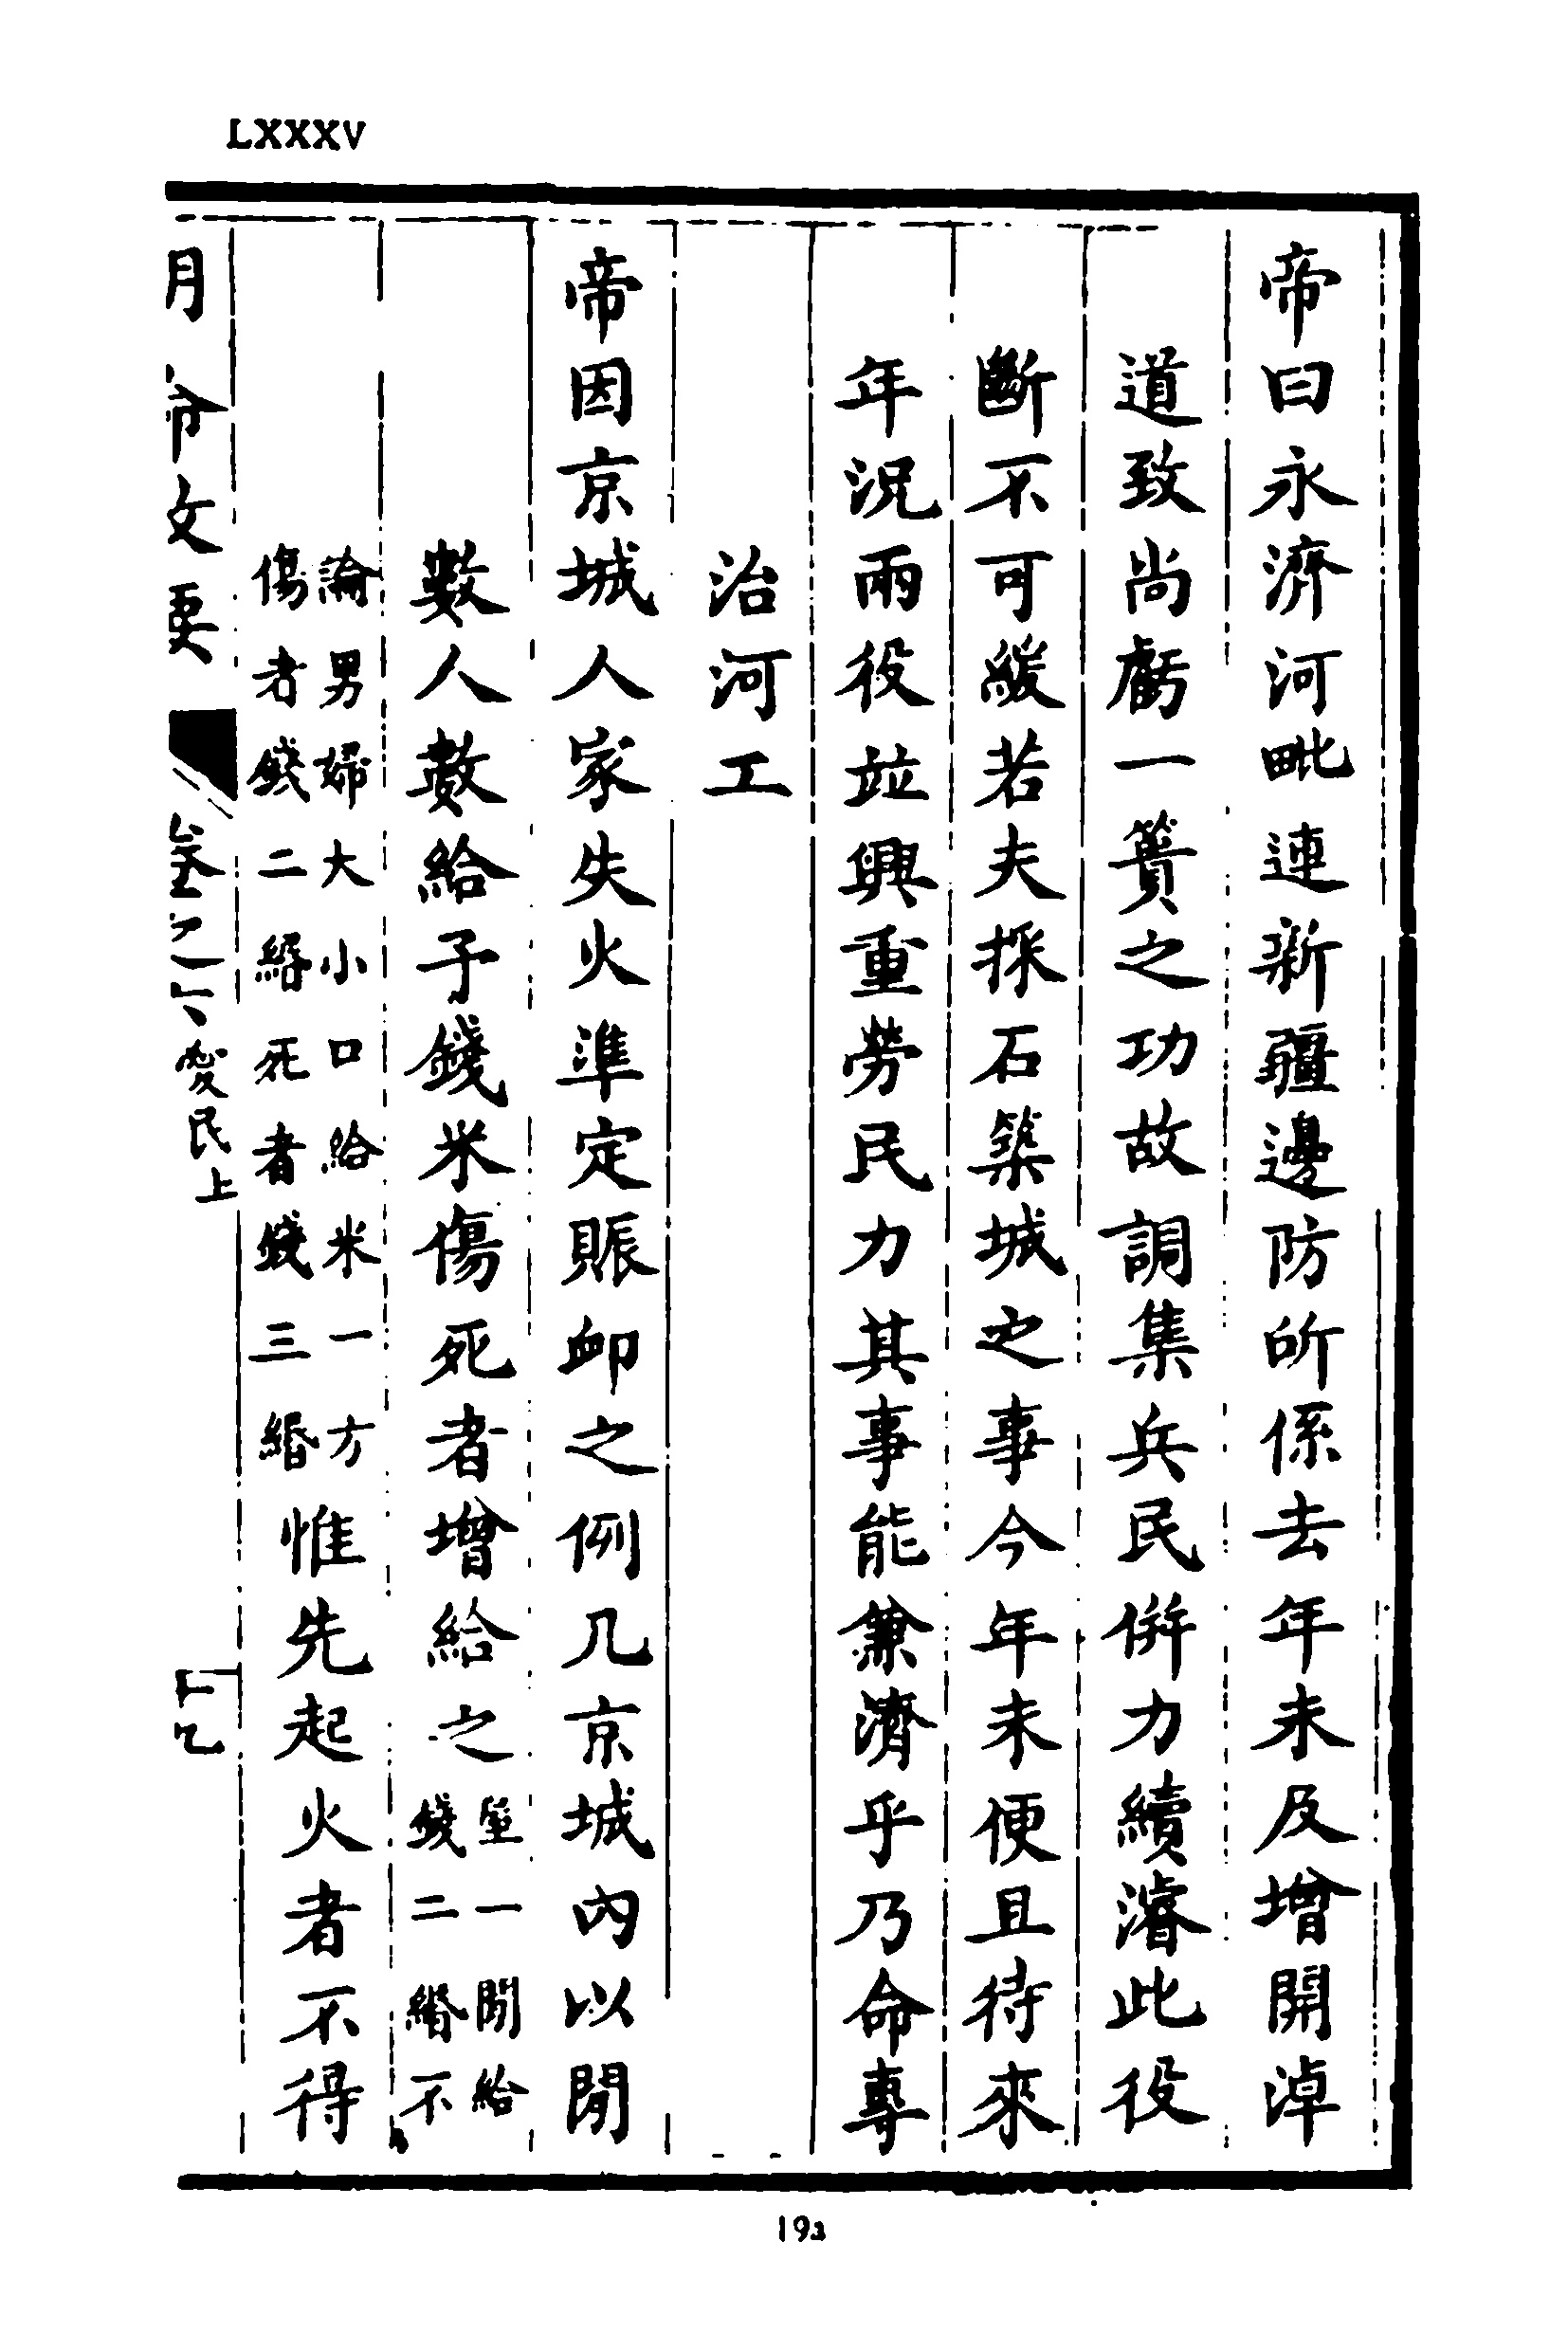 LXXXV
帝曰永濟河毗連新疆邊防所係去年未及增開淖
道致尚虧一簣之功故調集兵民併力續濬此役
斷不可緩若夫採石築城之事今年未便且待來
年況兩役竝興重勞民力其事能兼濟乎乃命專
治河工
帝因京城人家失火準定賑卹之例几京城內以閒
數人數給予錢米傷死者增給之屋一閒給錢二緡不
論男婦大小口給米一方傷者錢二緡死者錢三緡惟先起火者不得
明命政要 卷之十六 愛民上 十九
19a